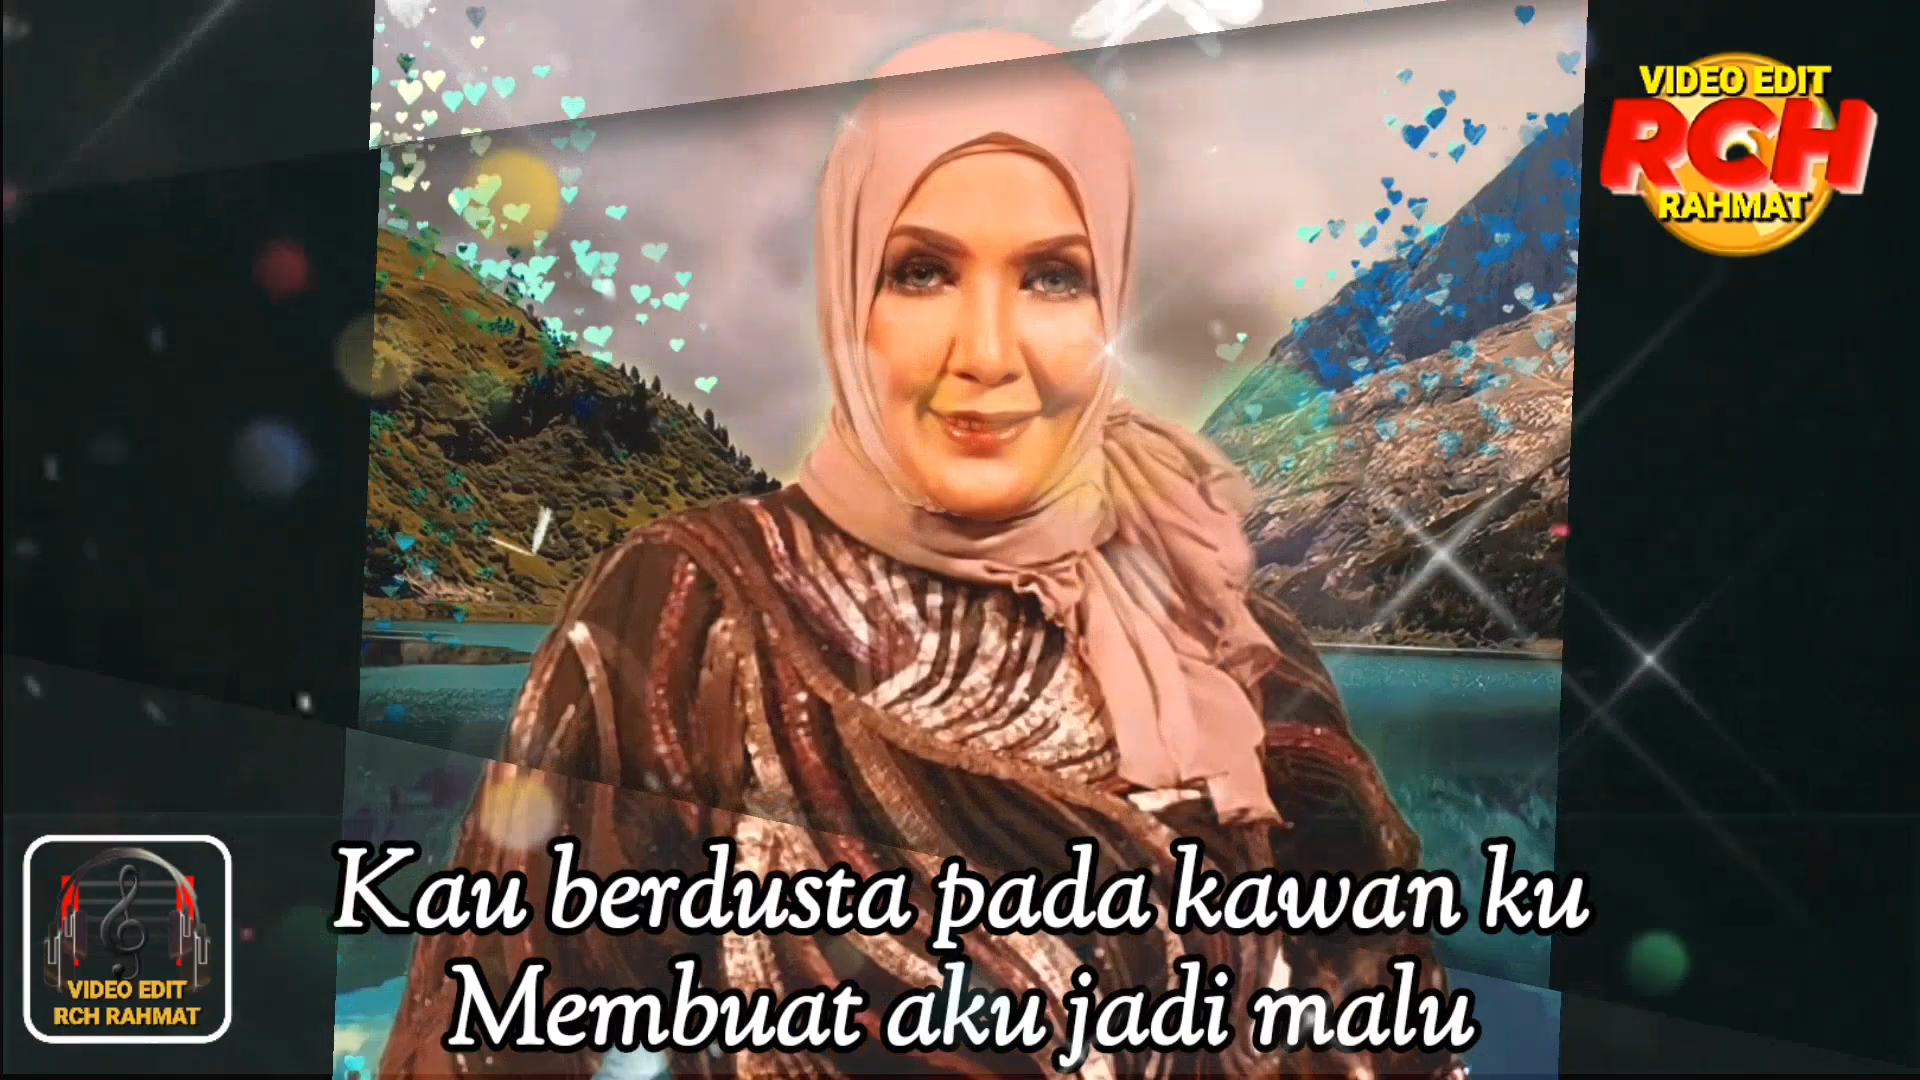 VIDEO EDIT
RCH
RAHMAT
Kau berdusta pada kawan ku
Membuat aku jadi malu
VIDEO EDIT
RCH RAHMAT